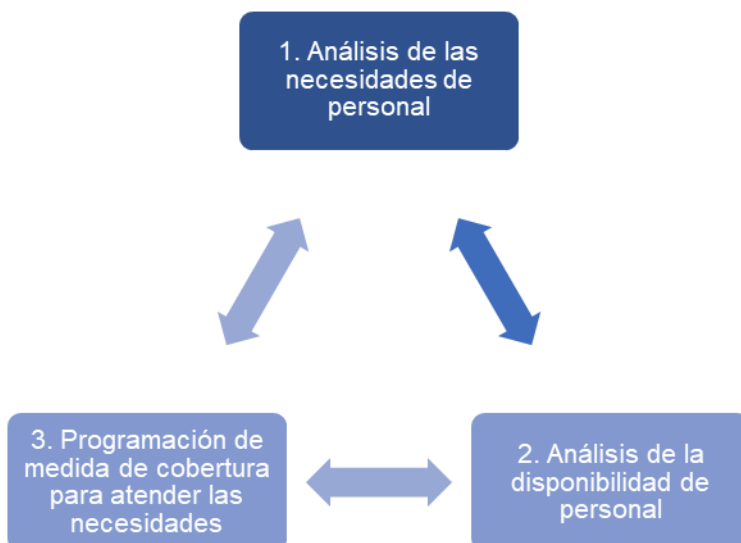 1. Análisis de las
necesidades de
personal
3. Programación de
medida de cobertura
para atender las
necesidades
2. Análisis de la
disponibilidad de
personal